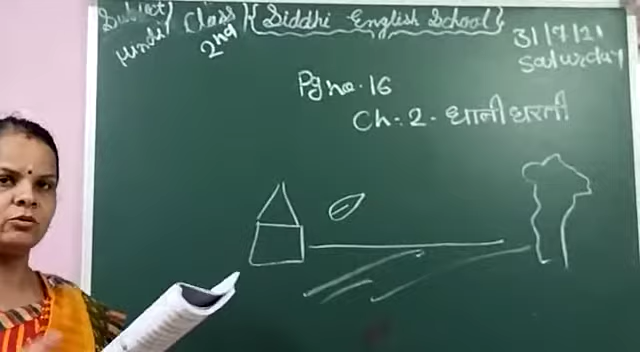 Subject/ Class {Siddhi English School}
Hindi 2nd
31/7/21
Saturday
Pg no. 16
Ch: 2. धानी धरती